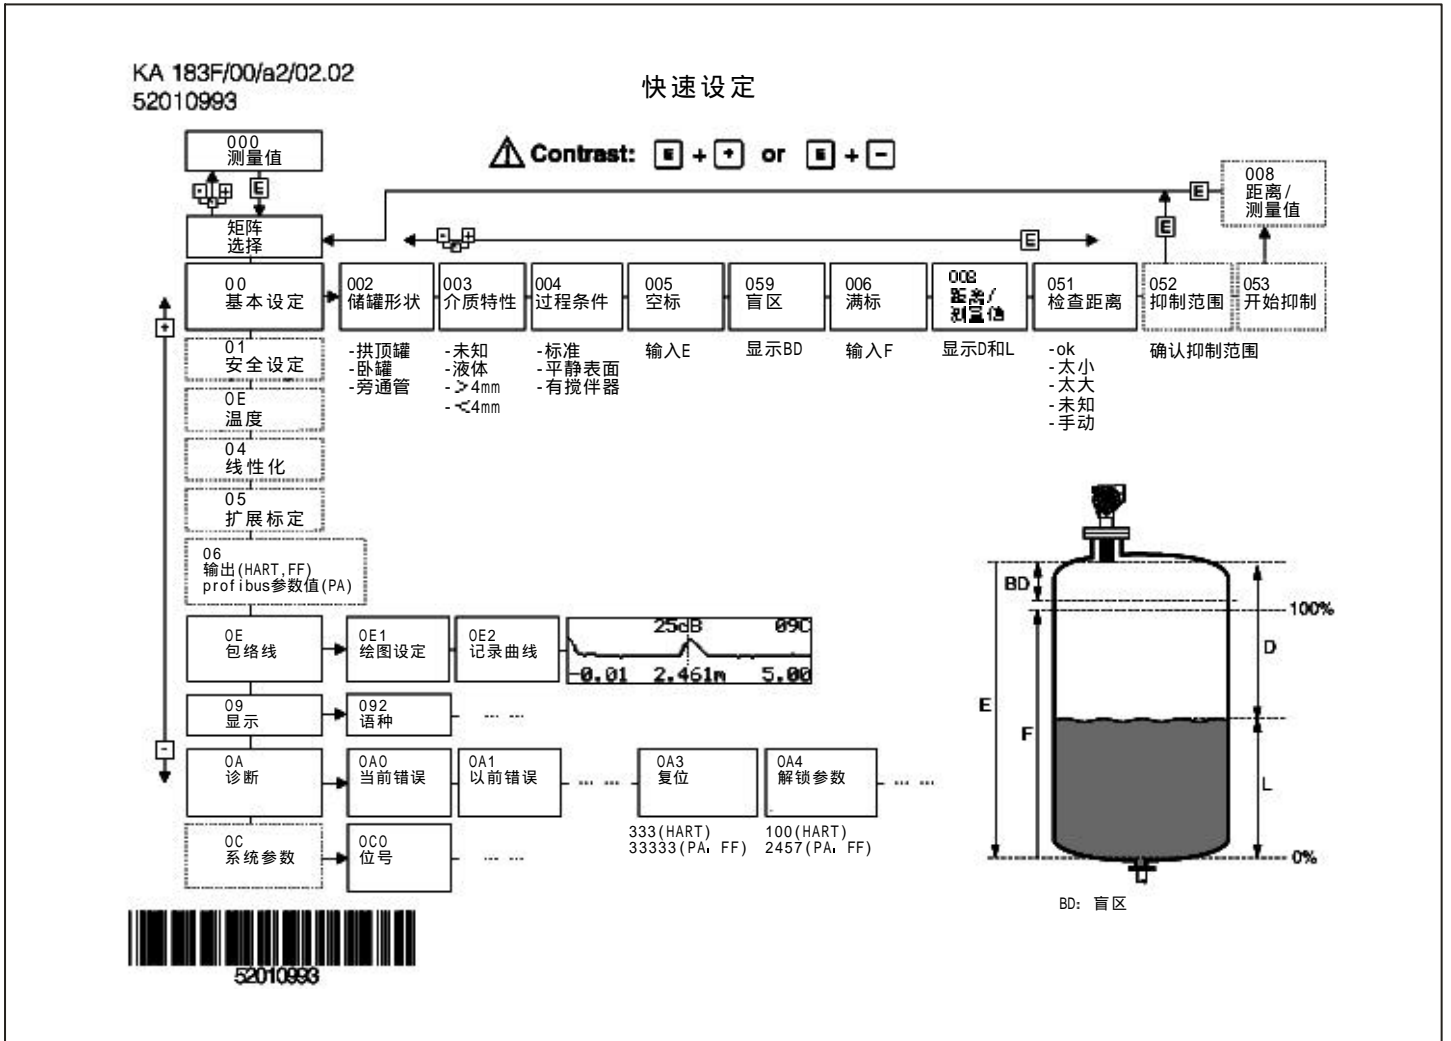 KA 183F/00/a2/02.02
52010993
快速设定
000
测量值
Contrast: E + + or E + -
- +
E
008
距离/
测量值
E
E
矩阵
选择
- +
E
00
基本设定
002
储罐形状
003
介质特性
004
过程条件
005
空标
059
盲区
006
满标
008
距离/
测量值
051
检查距离
052
抑制范围
053
开始抑制
+
-拱顶罐
-卧罐
-旁通管
-未知
-液体
->4mm
-<4mm
-标准
-平静表面
-有搅伴器
输入E
显示BD
输入F
显示D和L
-ok
-太小
-太大
-未知
-手动
确认抑制范围
01
安全设定
0E
温度
04
线性化
05
扩展标定
06
输出(HART,FF)
profibus参数值(PA)
0E
包络线
0E1
绘图设定
0E2
记录曲线
25dB 09C
-0.01 2.461m 5.00
09
显示
092
语种
-
0A
诊断
0A0
当前错误
0A1
以前错误
0A3
复位
0A4
解锁参数
333(HART)
33333(PA, FF)
100(HART)
2457(PA, FF)
0C
系统参数
0C0
位号
BD
100%
D
E
F
L
0%
BD: 盲区
52010993